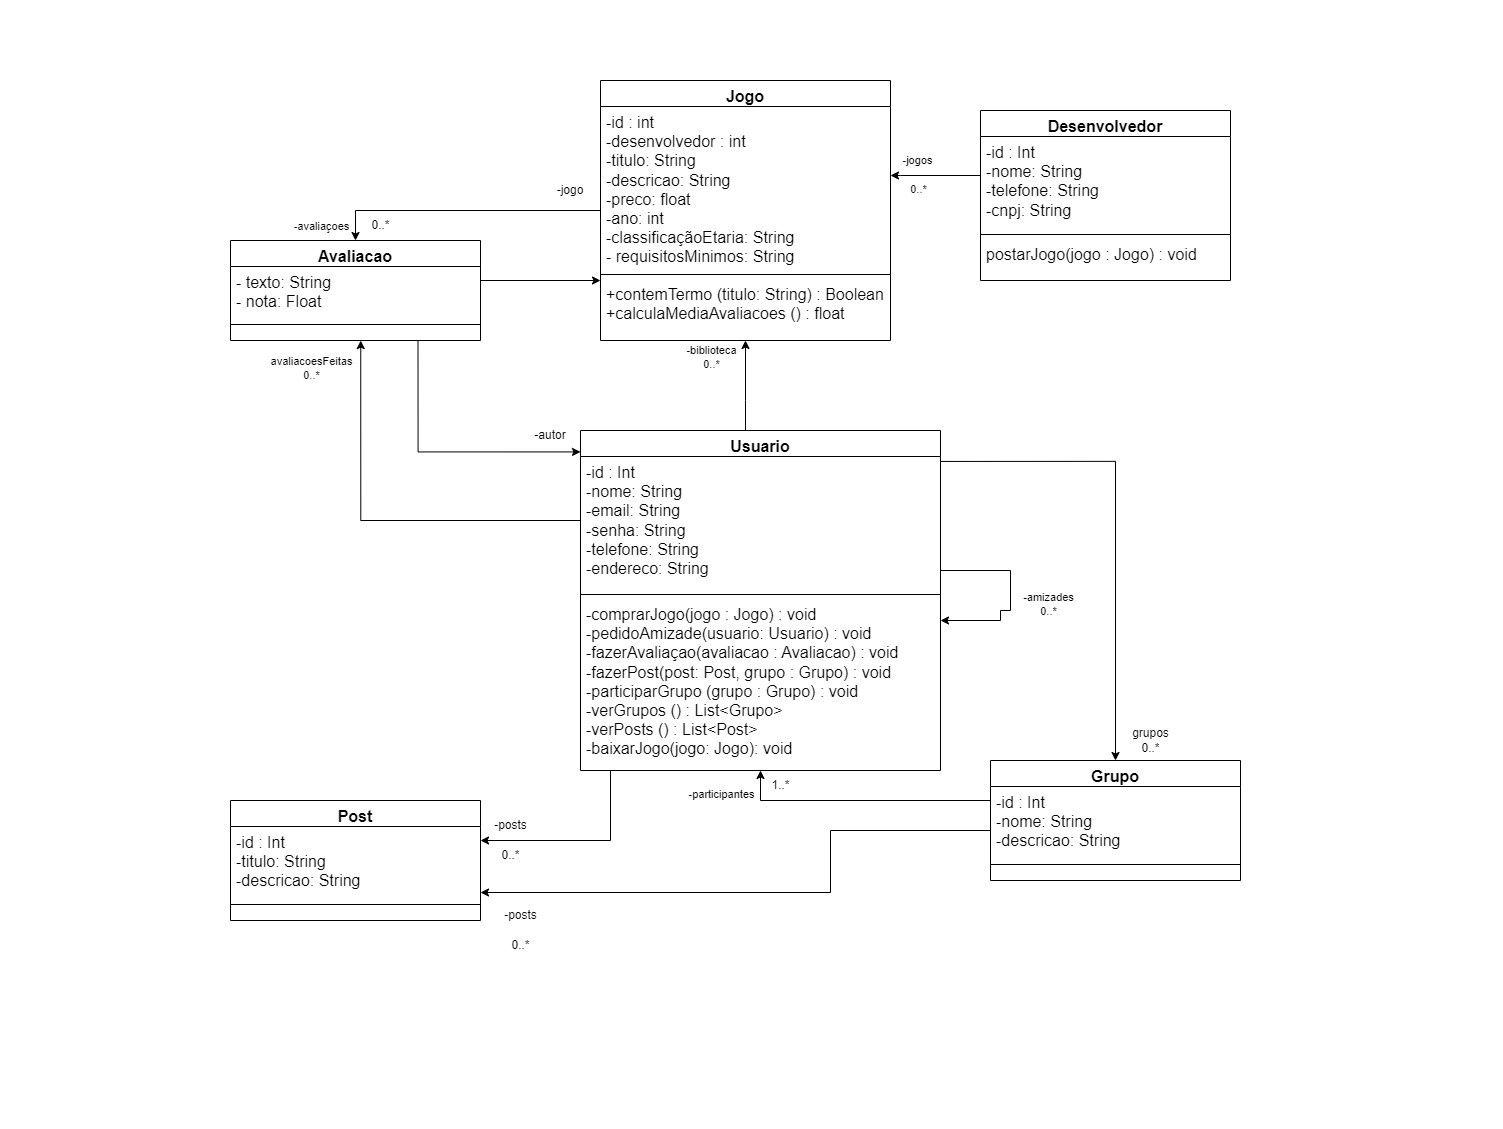 Jogo
-id : int
-desenvolvedor : int
-titulo: String
-descricao: String
-preco: float
-ano: int
-classificaçãoEtaria: String
- requisitosMinimos: String
+contemTermo (titulo: String) : Boolean
+calculaMediaAvaliacoes () : float
Desenvolvedor
-id : Int
-nome: String
-telefone: String
-cnpj: String
postarJogo(jogo : Jogo) : void
-jogos
0..*
-jogo
-avaliaçoes
0..*
Avaliacao
- texto: String
- nota: Float
avaliacoesFeitas
0..*
-biblioteca
0..*
-autor
Usuario
-id : Int
-nome: String
-email: String
-senha: String
-telefone: String
-endereco: String
-comprarJogo(jogo : Jogo) : void
-pedidoAmizade(usuario: Usuario) : void
-fazerAvaliaçao(avaliacao : Avaliacao) : void
-fazerPost(post: Post, grupo : Grupo) : void
-participarGrupo (grupo : Grupo) : void
-verGrupos () : List<Grupo>
-verPosts () : List<Post>
-baixarJogo(jogo: Jogo): void
-amizades
0..*
grupos
0..*
-participantes
1..*
Grupo
-id : Int
-nome: String
-descricao: String
Post
-id : Int
-titulo: String
-descricao: String
-posts
0..*
-posts
0..*